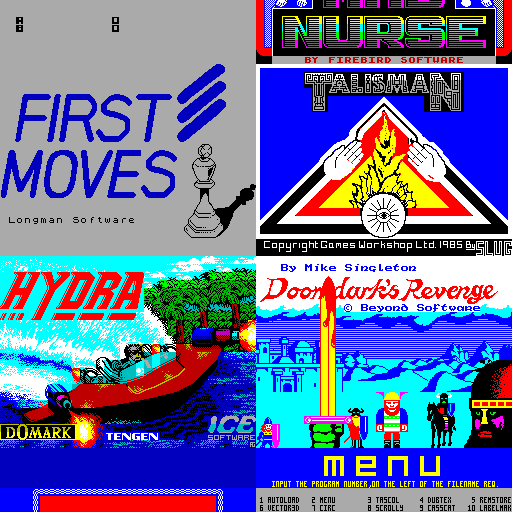 FIRST
MOVES
Longman Software
NURSE
BY FIREBIRD SOFTWARE
TALISMAN
Copyright Games Workshop Ltd. 1985 By SLUG
HYDRA
DOMARK
TENGEN
ICE
SOFTWARE
By Mike Singleton
Doomdark's Revenge
© Beyond Software
menu
INPUT THE PROGRAM NUMBER,ON THE LEFT OF THE FILENAME REQ.
1 AUTOLOAD 2 MENU 3 TASCOL 4 DUBTEX 5 REMSTORE
6 VECTOR3D 7 CIRC 8 SCROLLY 9 CASSCAT 10 LABELMAK